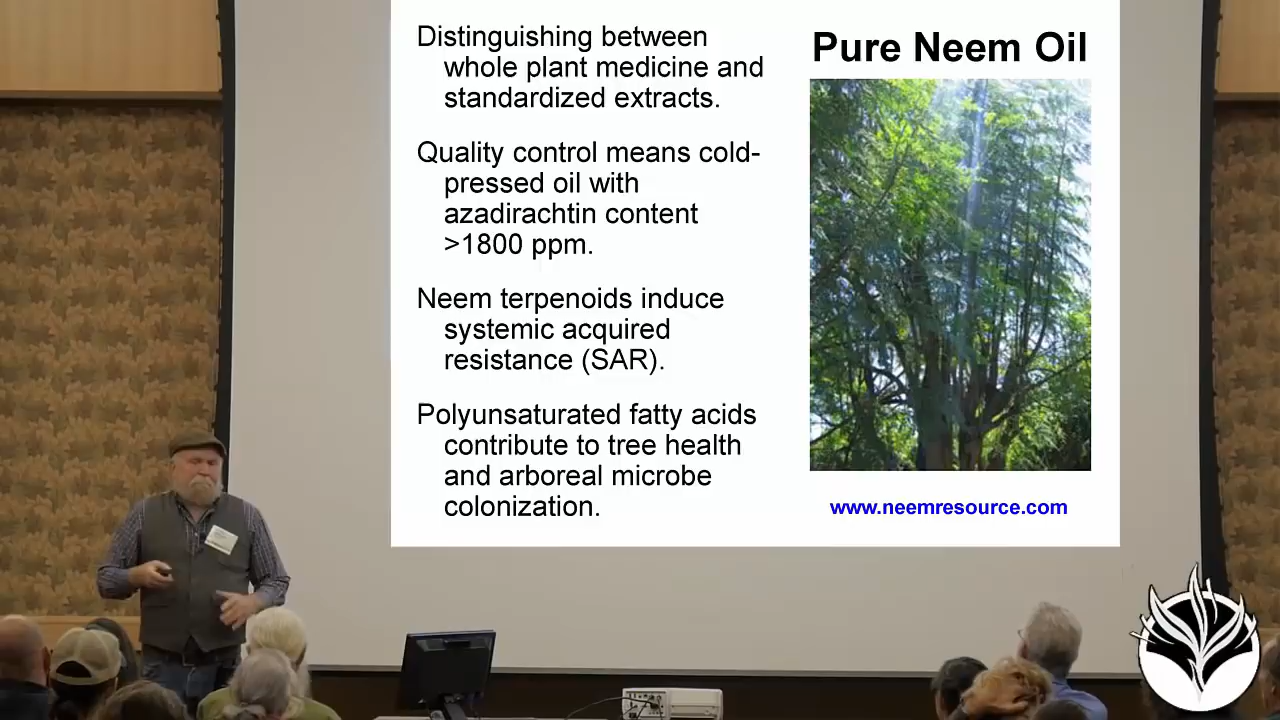 Distinguishing between
whole plant medicine and
standardized extracts.
Quality control means cold-
pressed oil with
azadirachtin content
>1800 ppm.
Neem terpenoids induce
systemic acquired
resistance (SAR).
Polyunsaturated fatty acids
contribute to tree health
and arboreal microbe
colonization.
Pure Neem Oil
www.neemresource.com